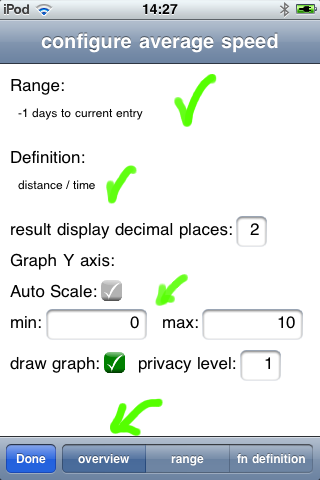 iPod 14:27
configure average speed
Range:
-1 days to current entry
Definition:
distance / time
result display decimal places: 2
Graph Y axis:
Auto Scale:
min: 0 max: 10
draw graph: privacy level: 1
Done overview range fn definition